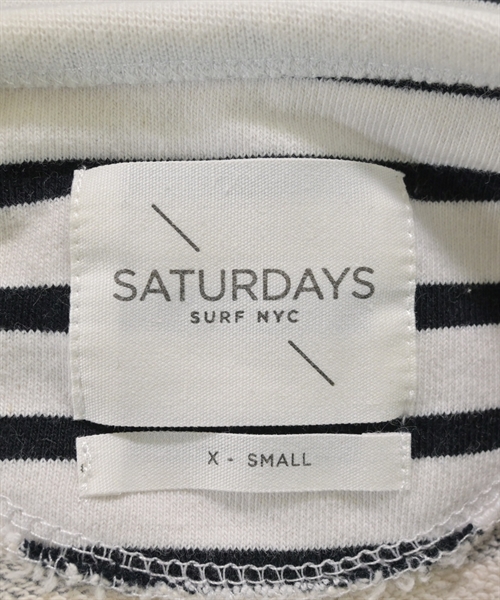 SATURDAYS
SURF NYC
X - SMALL